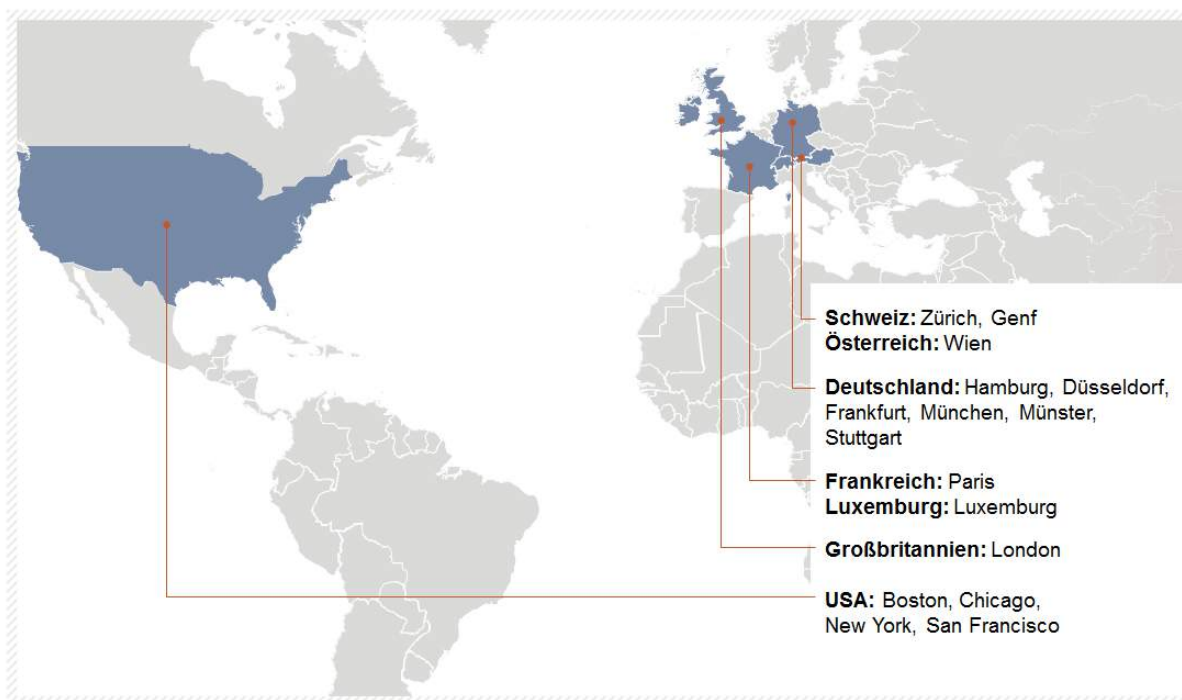 Schweiz: Zürich, Genf
Österreich: Wien
Deutschland: Hamburg, Düsseldorf,
Frankfurt, München, Münster,
Stuttgart
Frankreich: Paris
Luxemburg: Luxemburg
Großbritannien: London
USA: Boston, Chicago,
New York, San Francisco